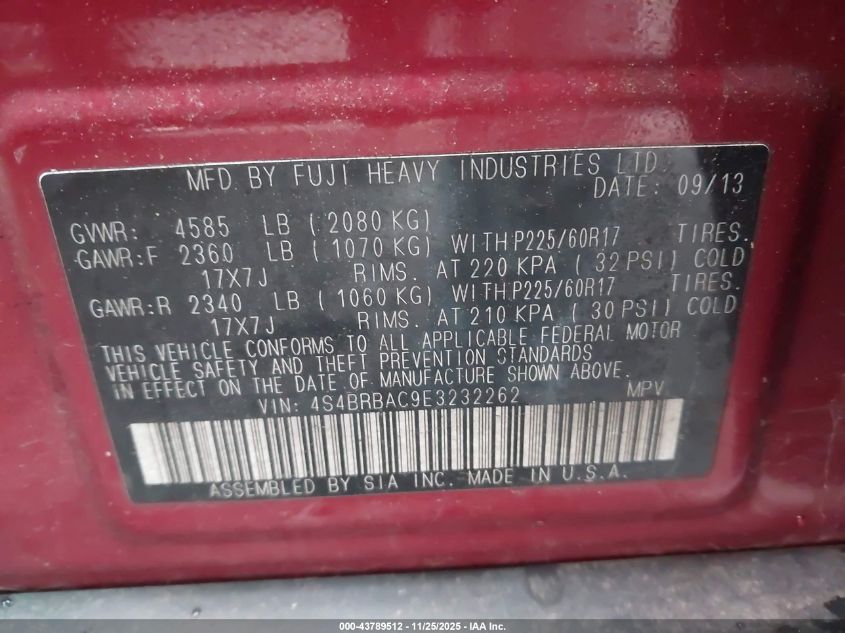 MFD BY FUJI HEAVY INDUSTRIES LTD.
DATE: 09/13
GVWR: 4585 LB (2080 KG)
GAWR:F 2360 LB (1070 KG) WITH P225/60R17 TIRES.
17X7J RIMS. AT 220 KPA (32 PSI) COLD
GAWR:R 2340 LB (1060 KG) WITH P225/60R17 TIRES.
17X7J RIMS. AT 210 KPA (30 PSI) COLD
THIS VEHICLE CONFORMS TO ALL APPLICABLE FEDERAL MOTOR
VEHICLE SAFETY AND THEFT PREVENTION STANDARDS
IN EFFECT ON THE DATE OF MANUFACTURE SHOWN ABOVE.
VIN: 4S4BRBAC9E3232262 MPV
ASSEMBLED BY SIA INC. MADE IN U.S.A.
000-43789512 - 11/25/2025 - IAA Inc.